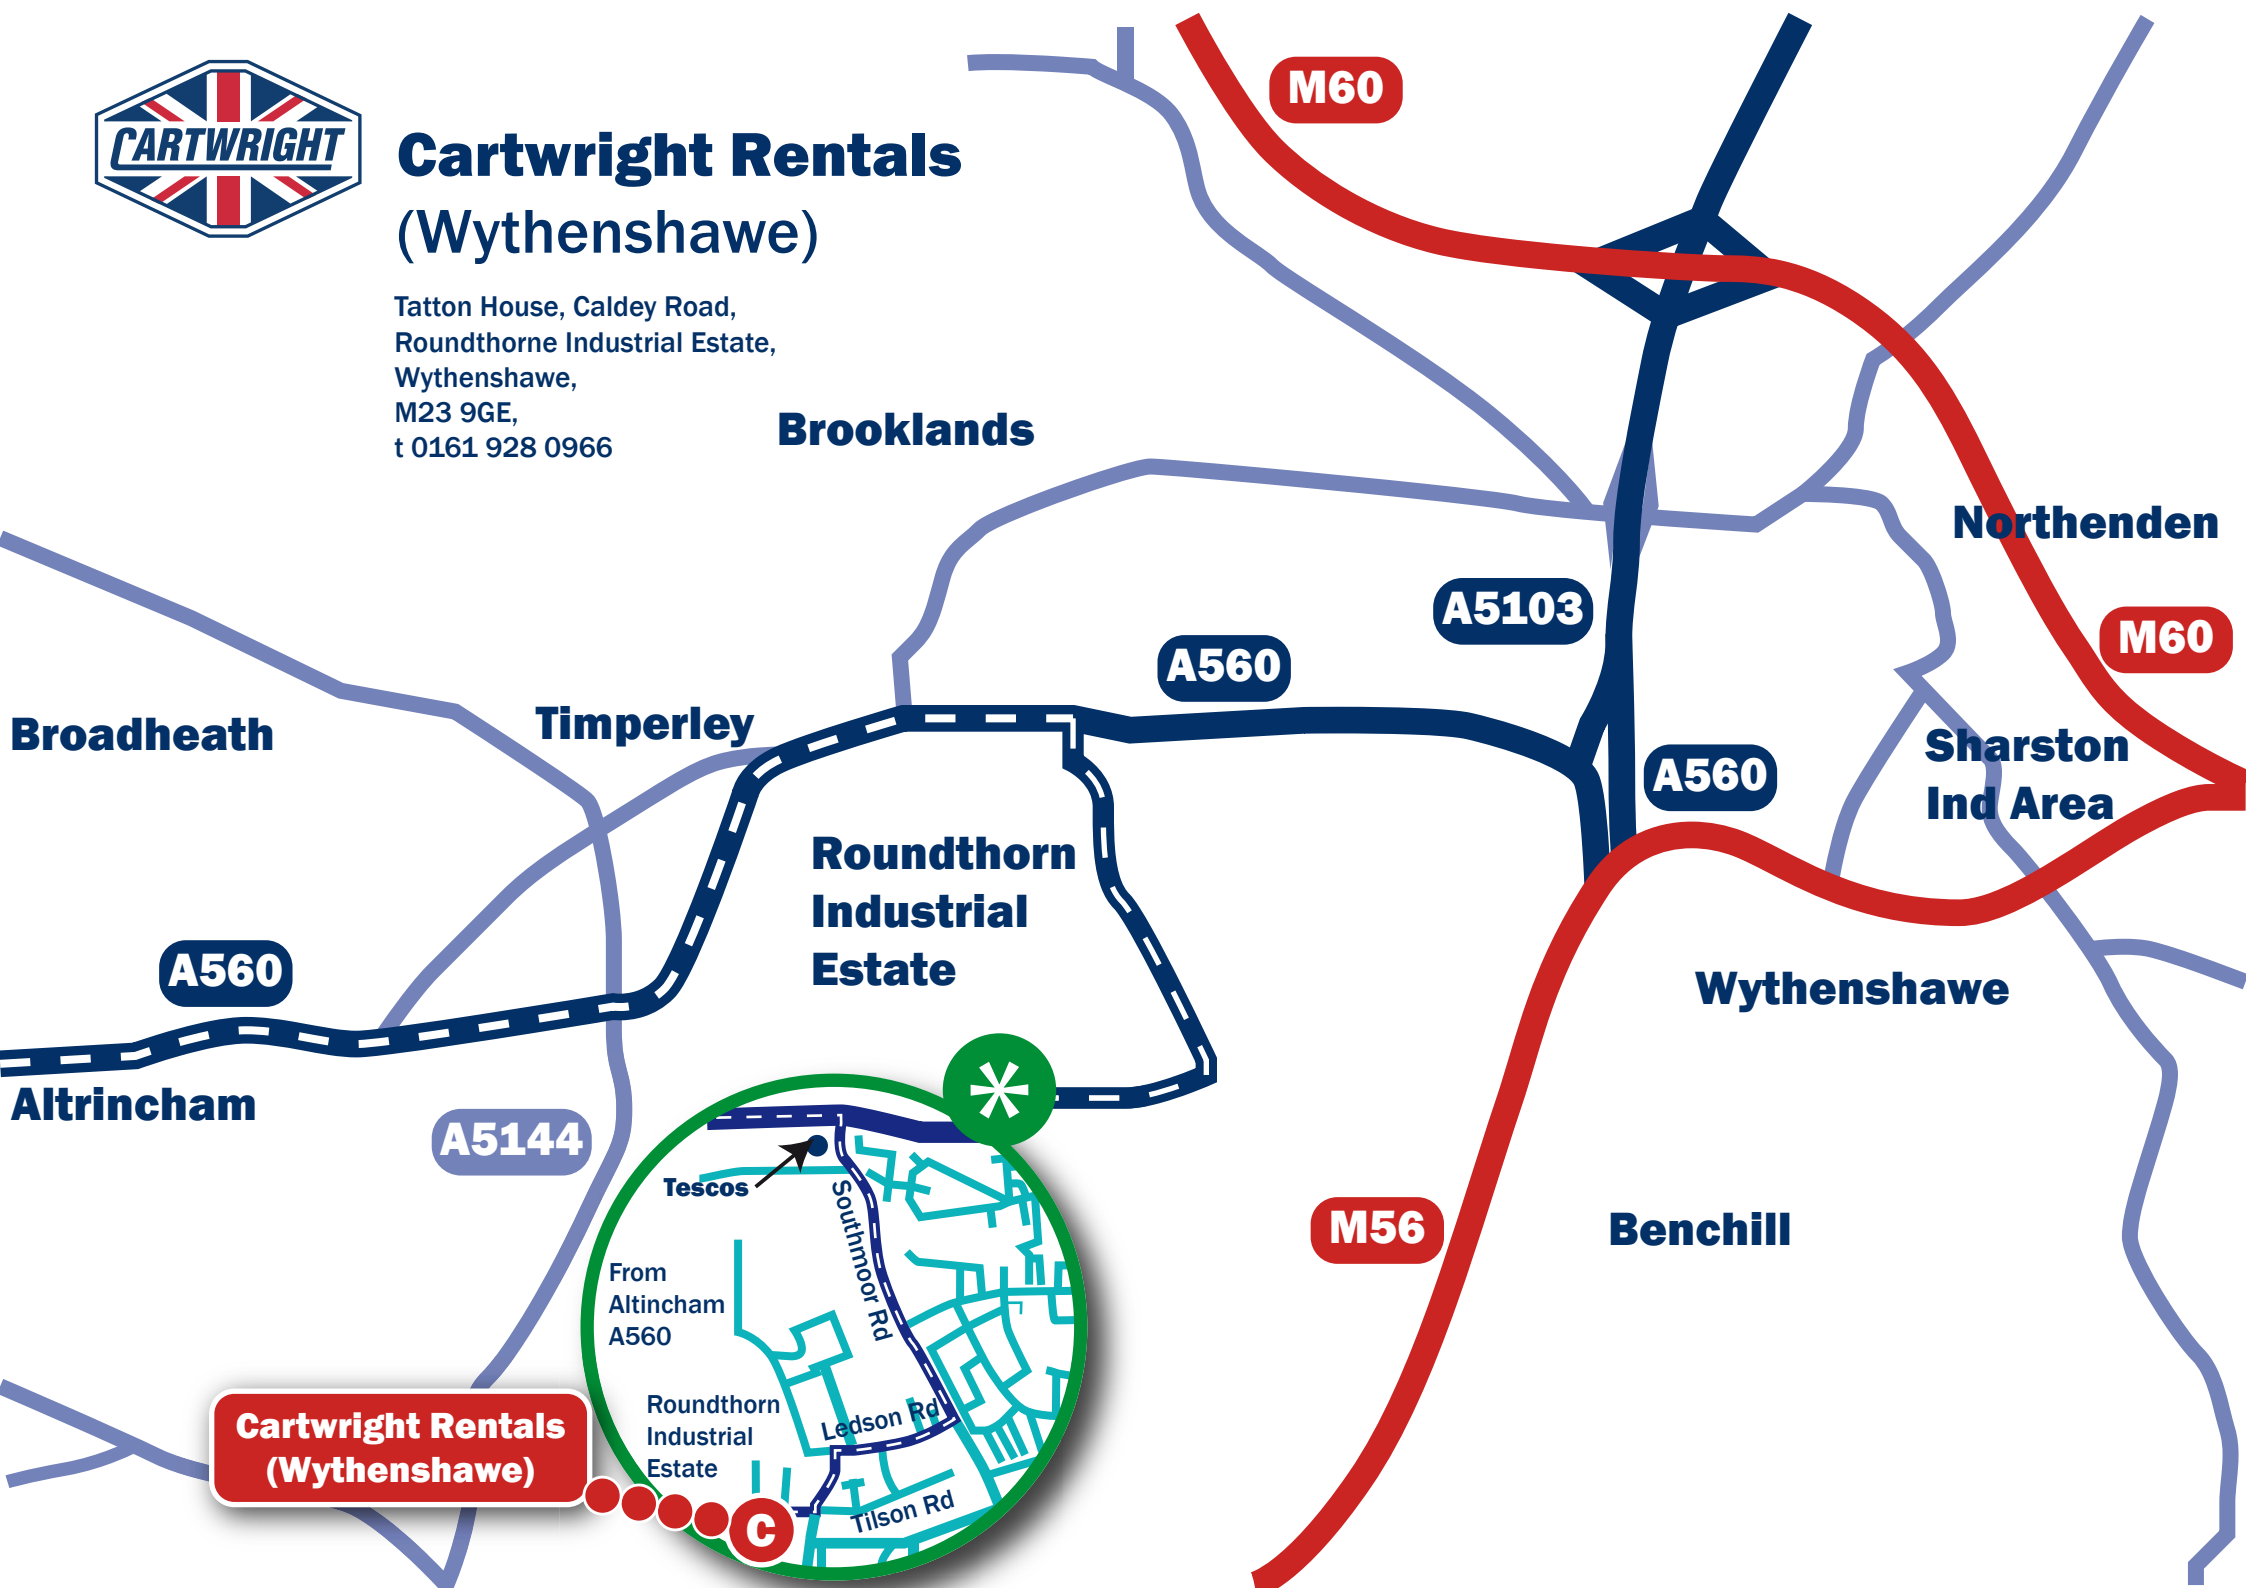 CARTWRIGHT
Cartwright Rentals
(Wythenshawe)
Tatton House, Caldey Road,
Roundthorne Industrial Estate,
Wythenshawe,
M23 9GE,
t 0161 928 0966
M60
Brooklands
Northenden
A5103
M60
A560
Timperley
Broadheath
Sharston
Ind Area
A560
Roundthorn
Industrial
Estate
A560
Wythenshawe
*
Altrincham
A5144
Tescos
Southmoor Rd
M56
Benchill
From
Altincham
A560
Roundthorn
Industrial
Estate
Ledson Rd
Cartwright Rentals
(Wythenshawe)
Tilson Rd
C